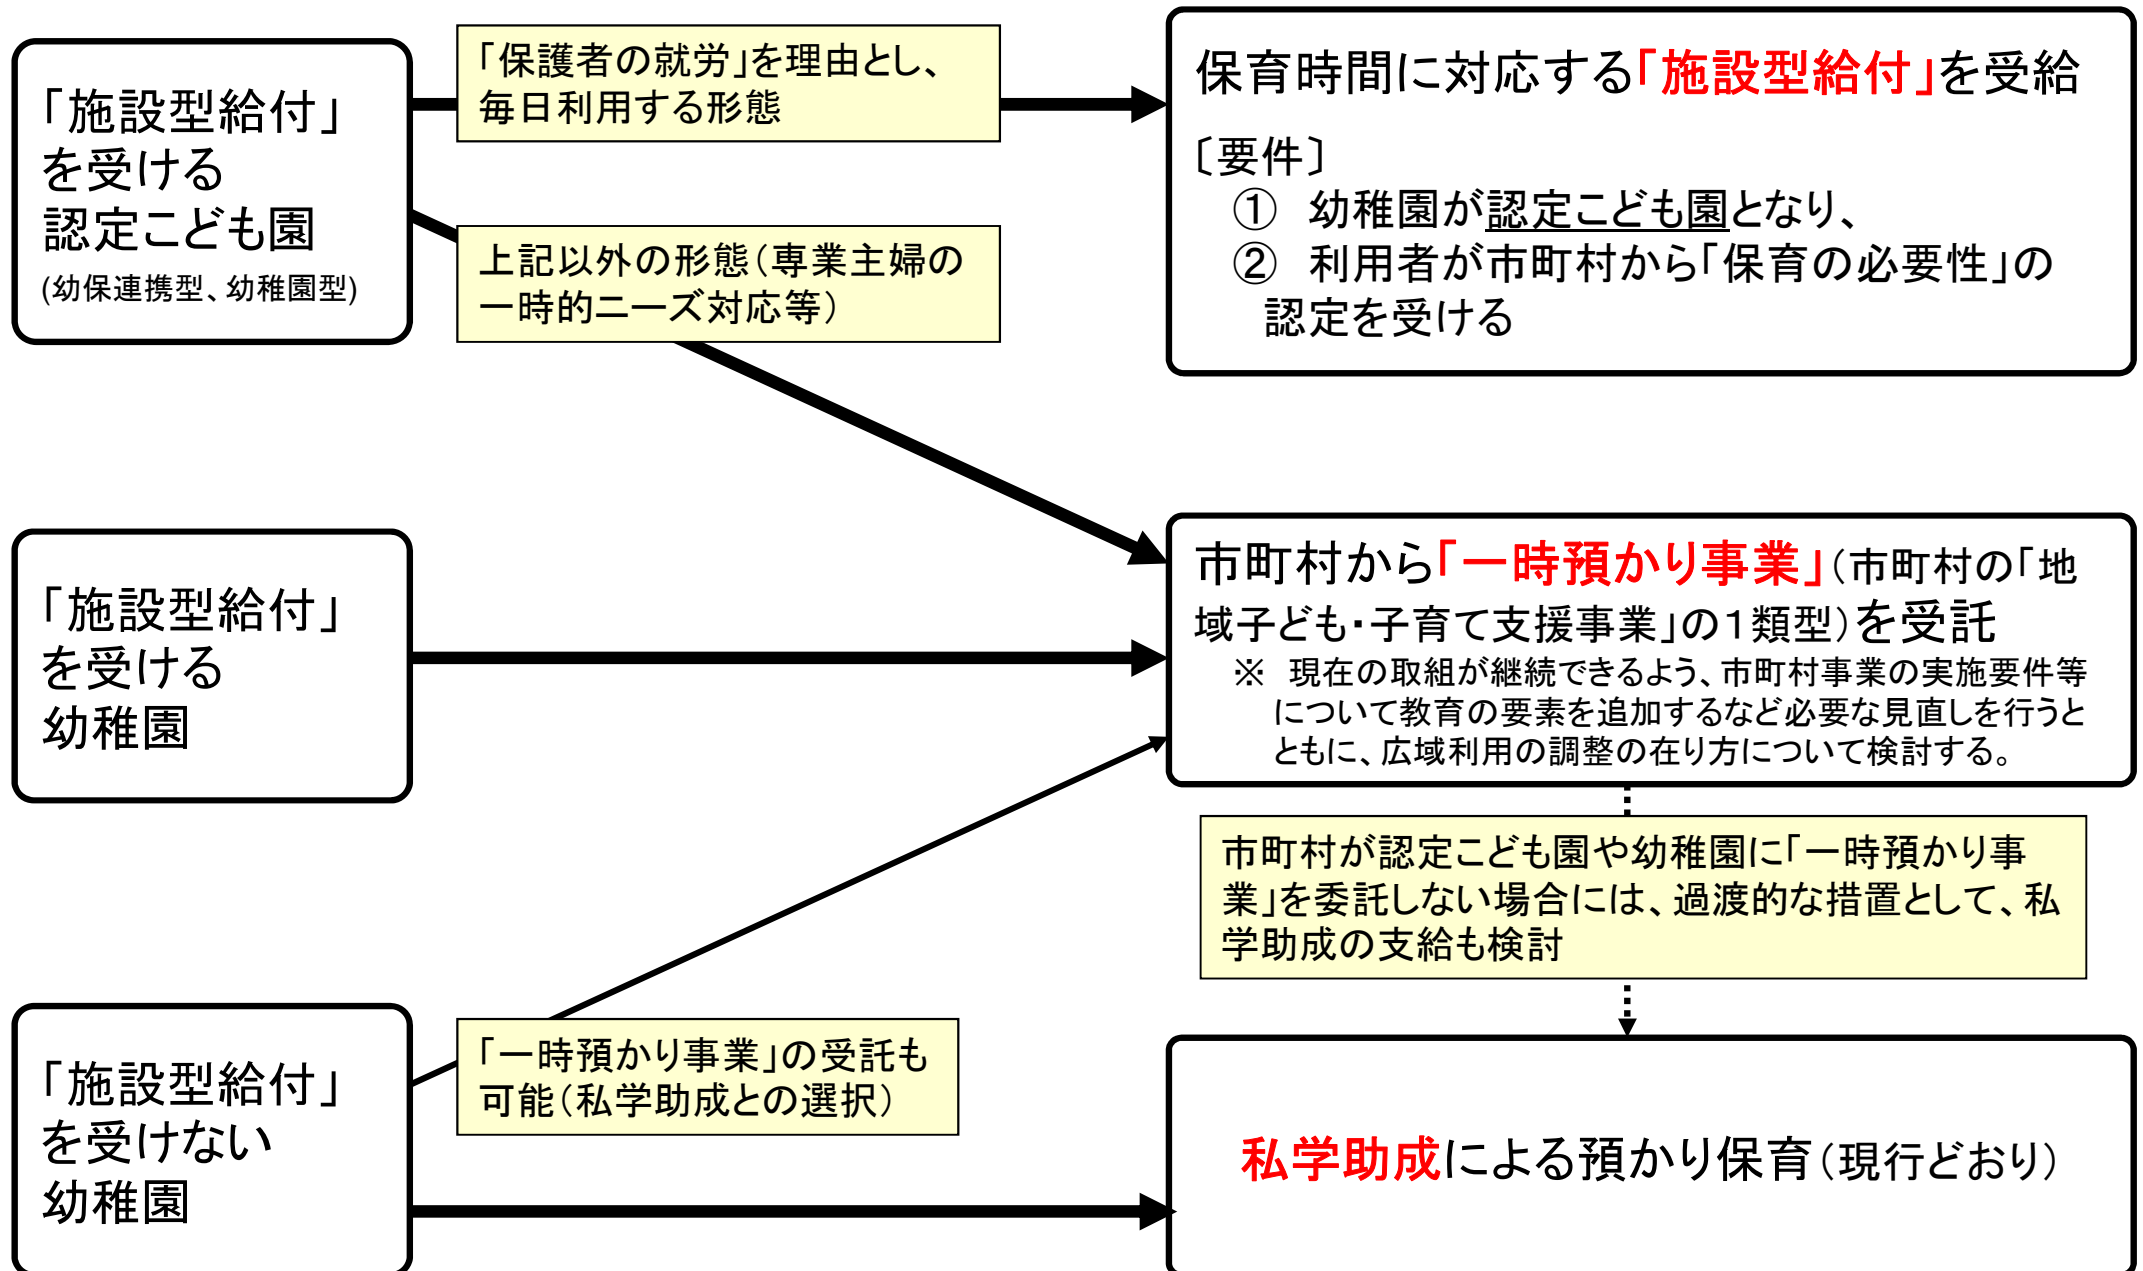 「施設型給付」
を受ける
認定こども園
(幼保連携型、幼稚園型)
「保護者の就労」を理由とし、
毎日利用する形態
上記以外の形態(専業主婦の
一時的ニーズ対応等)
保育時間に対応する「施設型給付」を受給
〔要件〕
① 幼稚園が認定こども園となり、
② 利用者が市町村から「保育の必要性」の
認定を受ける
「施設型給付」
を受ける
幼稚園
市町村から「一時預かり事業」(市町村の「地
域子ども・子育て支援事業」の1類型)を受託
※ 現在の取組が継続できるよう、市町村事業の実施要件等
について教育の要素を追加するなど必要な見直しを行うと
ともに、広域利用の調整の在り方について検討する。
市町村が認定こども園や幼稚園に「一時預かり事
業」を委託しない場合には、過渡的な措置として、私
学助成の支給も検討
「施設型給付」
を受けない
幼稚園
「一時預かり事業」の受託も
可能(私学助成との選択)
私学助成による預かり保育(現行どおり)